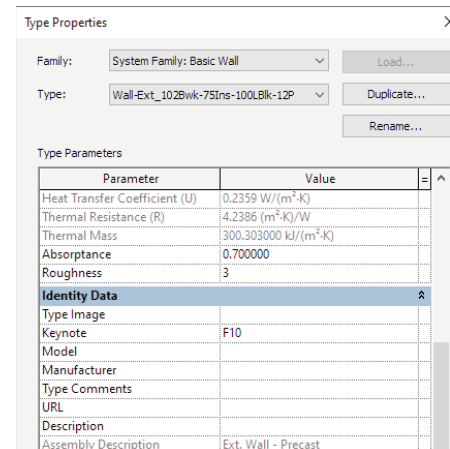 Type Properties
Family: System Family: Basic Wall Load...
Type: Wall-Ext_102Bwk-75Ins-100LBlk-12P Duplicate...
Rename...
Type Parameters
Parameter Value =
Heat Transfer Coefficient (U) 0.2359 W/(m²·K)
Thermal Resistance (R) 4.2386 (m²·K)/W
Thermal Mass 300.303000 kJ/(m²·K)
Absorptance 0.700000
Roughness 3
Identity Data
Type Image
Keynote F10
Model
Manufacturer
Type Comments
URL
Description
Assembly Description Ext. Wall - Precast